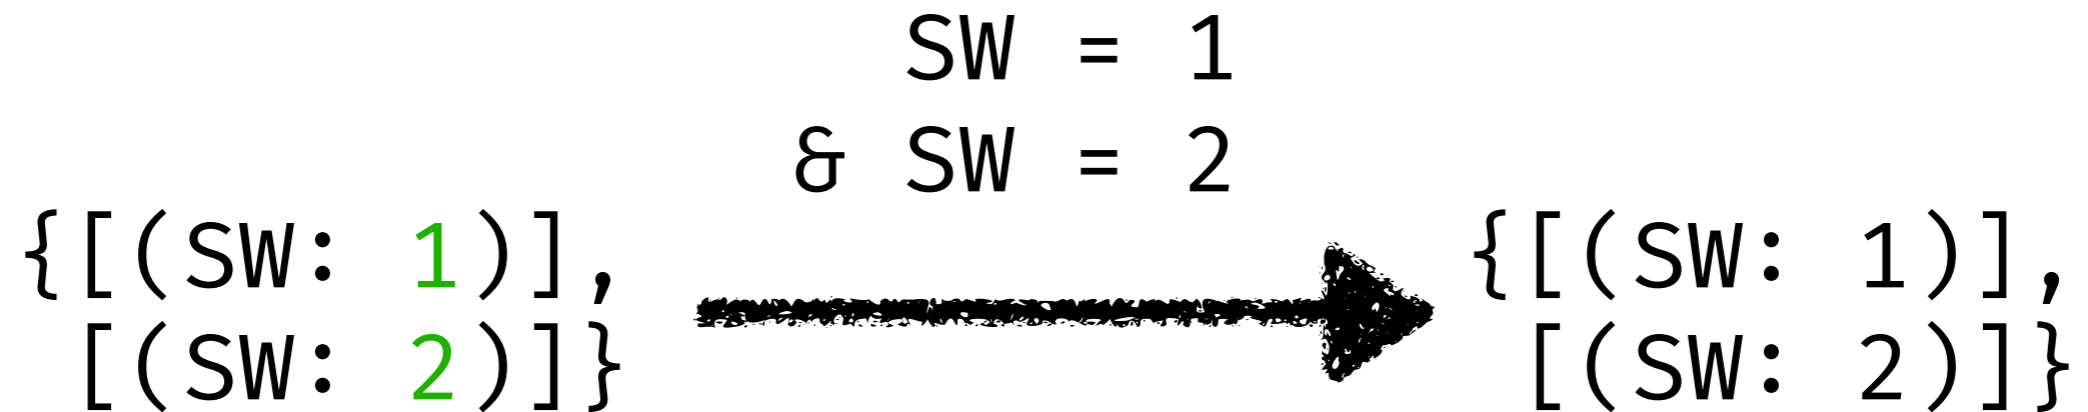 SW = 1
& SW = 2
{[(SW: 1)],
[(SW: 2)]}
{[(SW: 1)],
[(SW: 2)]}